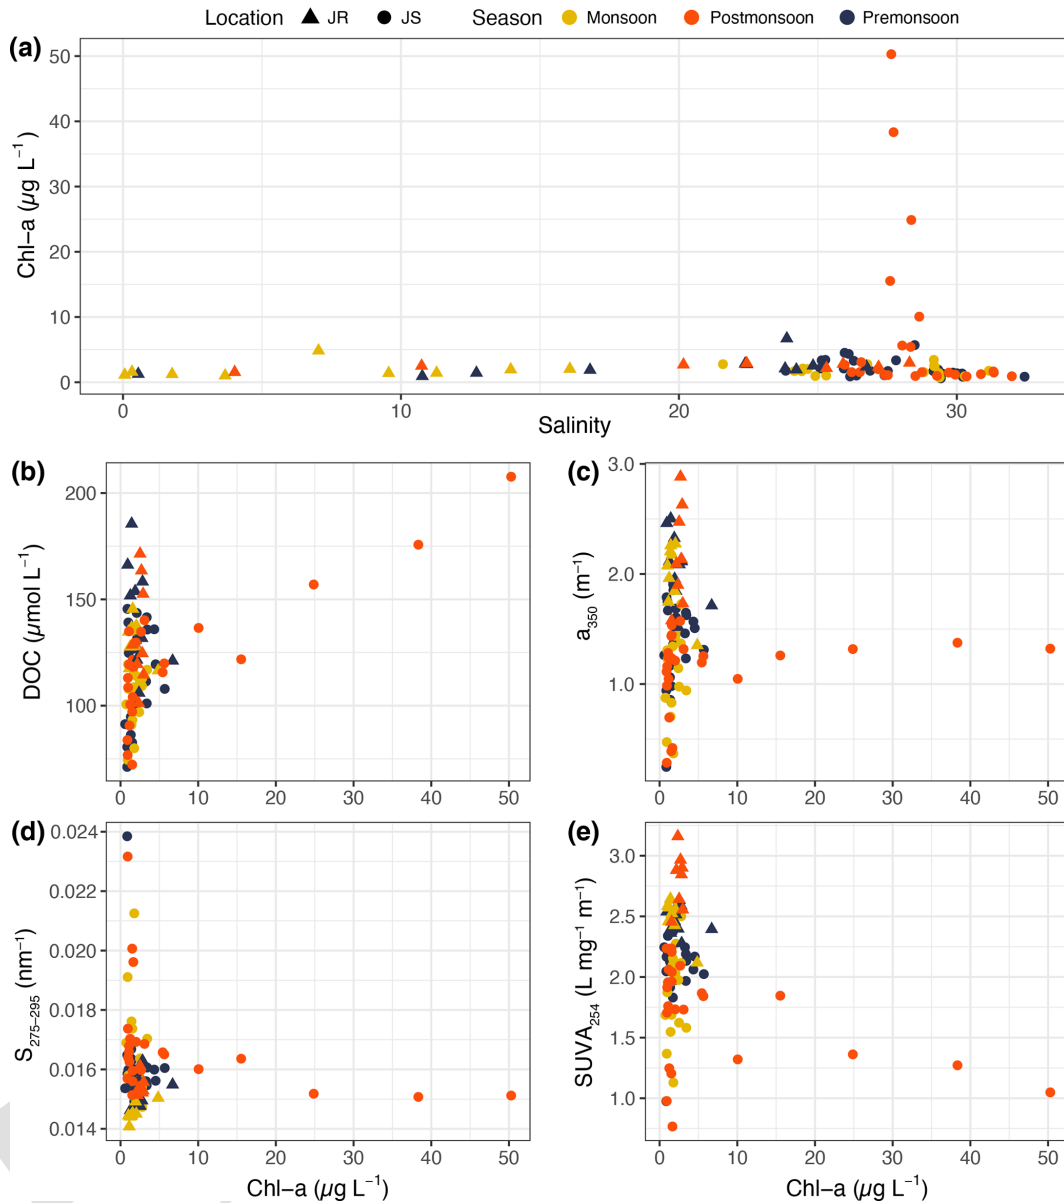 Location JR JS Season Monsoon Postmonsoon Premonsoon
(a)
Chl−a (µg L⁻¹)
50
40
30
20
10
0
0 10 20 30
Salinity
(b)
DOC (µmol L⁻¹)
200
150
100
0 10 20 30 40 50
(c)
a₃₅₀ (m⁻¹)
3.0
2.0
1.0
0 10 20 30 40 50
(d)
S₂₇₅₋₂₉₅ (nm⁻¹)
0.024
0.022
0.020
0.018
0.016
0.014
0 10 20 30 40 50
Chl−a (µg L⁻¹)
(e)
SUVA₂₅₄ (L mg⁻¹ m⁻¹)
3.0
2.5
2.0
1.5
1.0
0 10 20 30 40 50
Chl−a (µg L⁻¹)